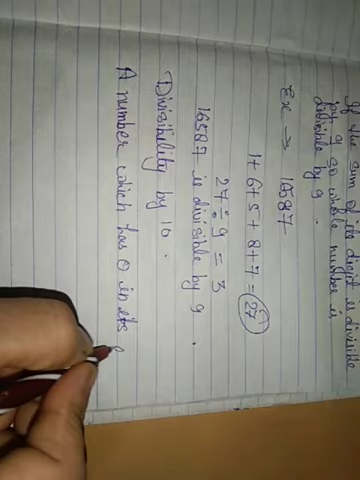 If the sum of its digit is divisible
by 9 so whole number is
divisible by 9.
Ex → 16587
1+6+5+8+7 = 27
27 ÷ 9 = 3
16587 is divisible by 9.
Divisibility by 10.
A number which has 0 in its